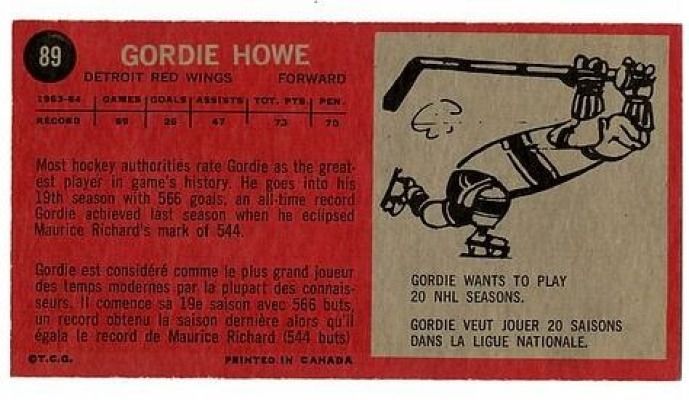 89
GORDIE HOWE
DETROIT RED WINGS FORWARD
1963-64 GAMES GOALS ASSISTS TOT. PTS. PEN.
RECORD 69 26 47 73 70
Most hockey authorities rate Gordie as the great-
est player in game's history. He goes into his
19th season with 566 goals, an all-time record
Gordie achieved last season when he eclipsed
Maurice Richard's mark of 544.
Gordie est considéré comme le plus grand joueur
des temps modernes par la plupart des connais-
seurs. Il comence sa 19e saison avec 566 buts,
un record obtenu la saison dernière alors qu'il
égala le record de Maurice Richard (544 buts)
©T.C.G. PRINTED IN CANADA
GORDIE WANTS TO PLAY
20 NHL SEASONS.
GORDIE VEUT JOUER 20 SAISONS
DANS LA LIGUE NATIONALE.